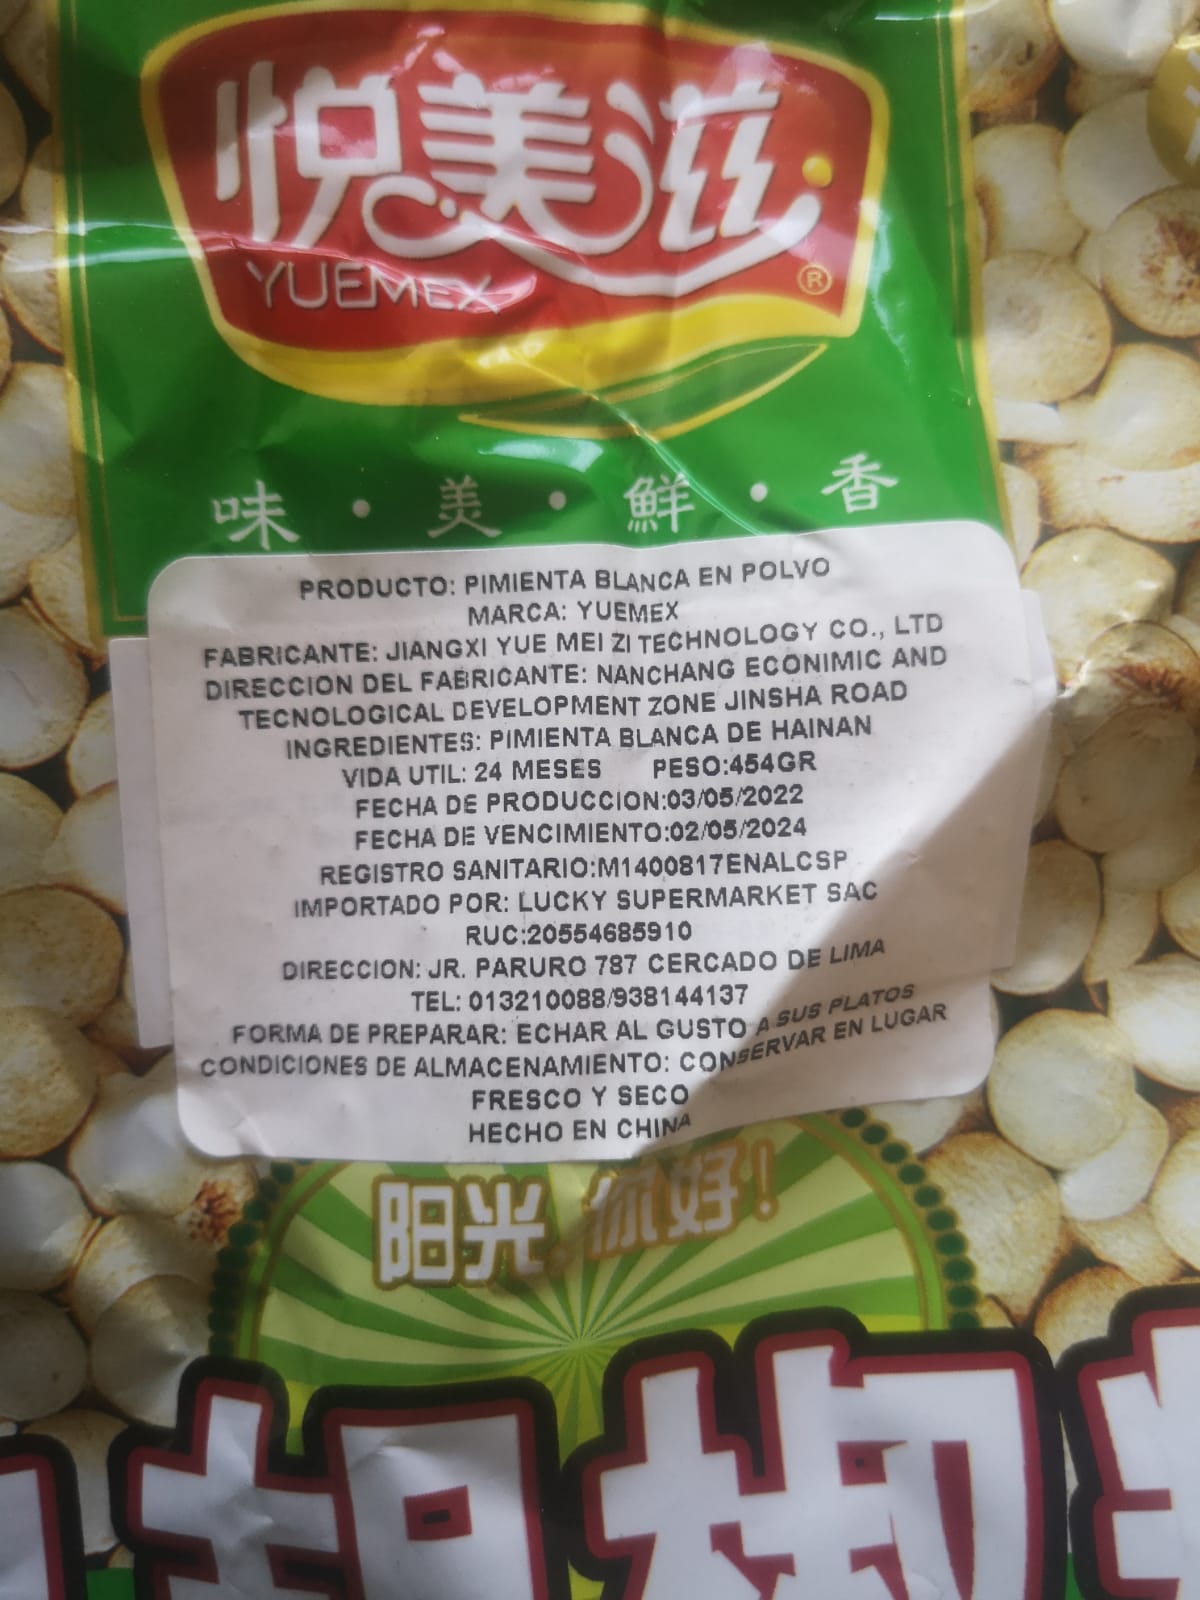 悦美滋
YUEMEX ®
味·美·鮮·香
PRODUCTO: PIMIENTA BLANCA EN POLVO
MARCA: YUEMEX
FABRICANTE: JIANGXI YUE MEI ZI TECHNOLOGY CO., LTD
DIRECCION DEL FABRICANTE: NANCHANG ECONIMIC AND
TECNOLOGICAL DEVELOPMENT ZONE JINSHA ROAD
INGREDIENTES: PIMIENTA BLANCA DE HAINAN
VIDA UTIL: 24 MESES PESO:454GR
FECHA DE PRODUCCION:03/05/2022
FECHA DE VENCIMIENTO:02/05/2024
REGISTRO SANITARIO:M1400817ENALCSP
IMPORTADO POR: LUCKY SUPERMARKET SAC
RUC:20554685910
DIRECCION: JR. PARURO 787 CERCADO DE LIMA
TEL: 013210088/938144137
FORMA DE PREPARAR: ECHAR AL GUSTO A SUS PLATOS
CONDICIONES DE ALMACENAMIENTO: CONSERVAR EN LUGAR
FRESCO Y SECO
HECHO EN CHINA
阳光,你好!
胡椒